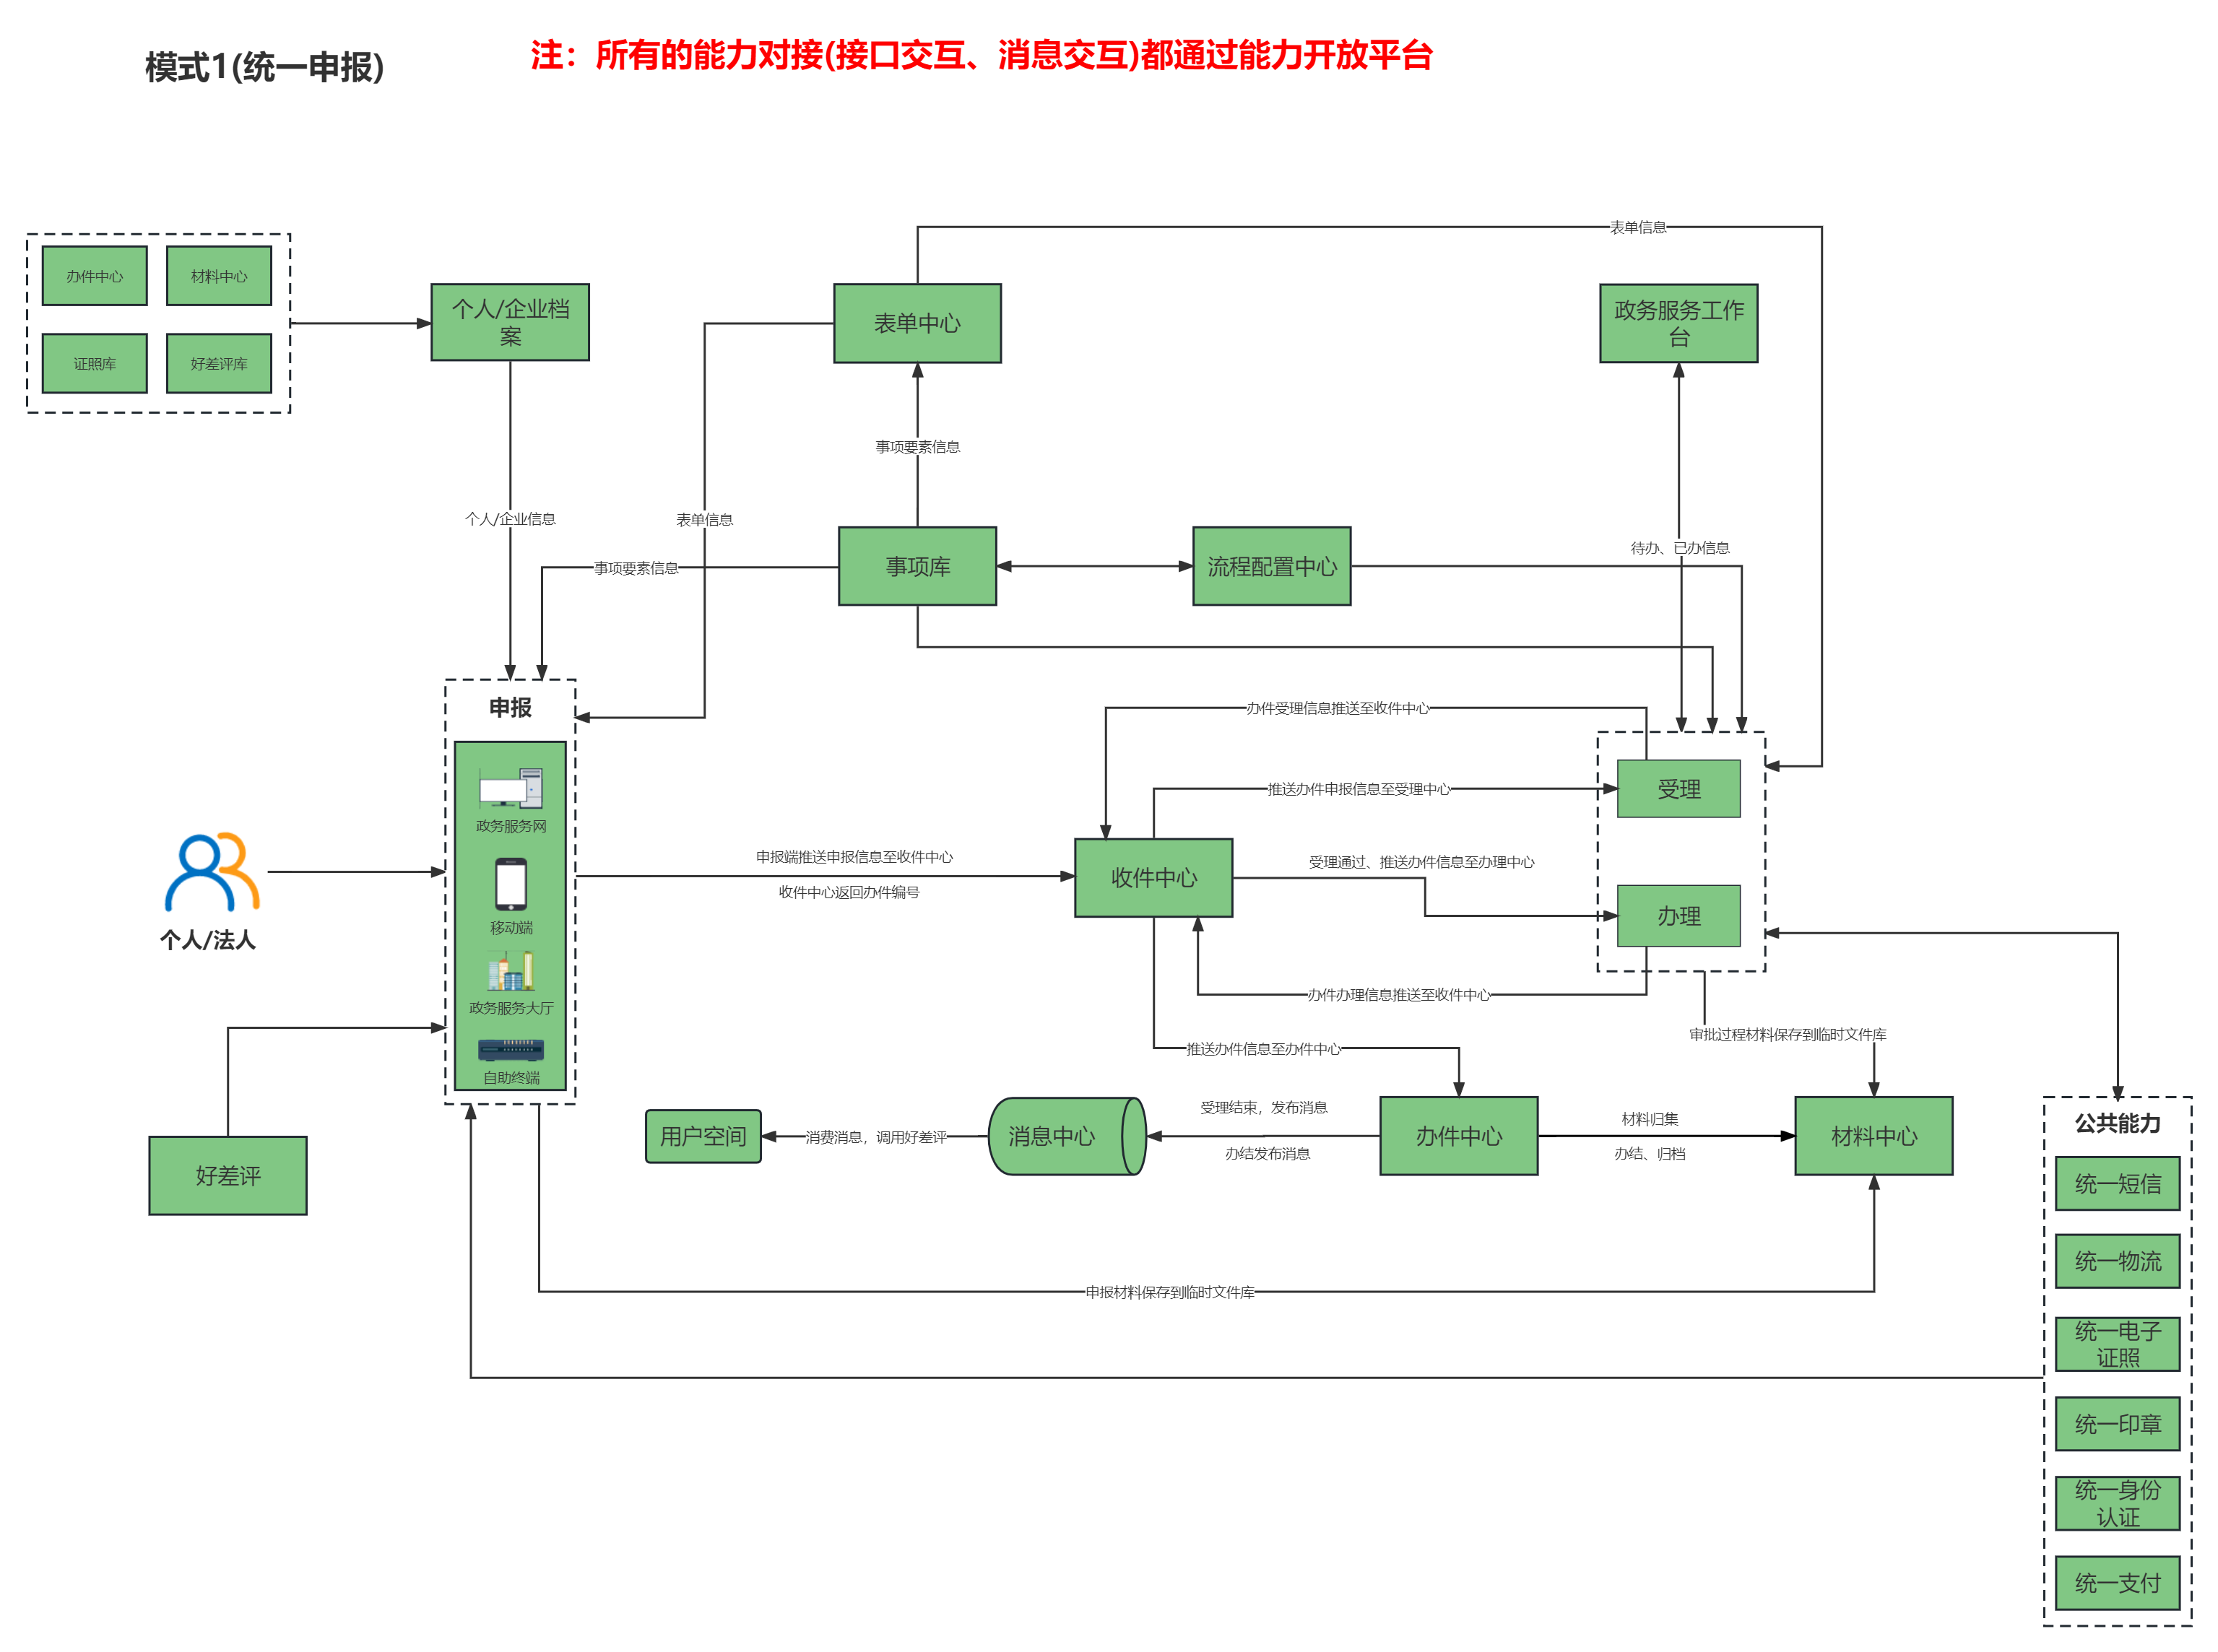 模式1(统一申报)
注：所有的能力对接(接口交互、消息交互)都通过能力开放平台
表单信息
办件中心
材料中心
证照库
好差评库
个人/企业档
案
表单中心
政务服务工作
台
事项要素信息
个人/企业信息
表单信息
事项要素信息
事项库
流程配置中心
待办、已办信息
申报
政务服务网
移动端
政务服务大厅
自助终端
个人/法人
好差评
办件受理信息推送至收件中心
推送办件申报信息至受理中心
受理
申报端推送申报信息至收件中心
收件中心返回办件编号
收件中心
受理通过、推送办件信息至办理中心
办理
办件办理信息推送至收件中心
审批过程材料保存到临时文件库
推送办件信息至办件中心
用户空间
消费消息，调用好差评
消息中心
受理结束，发布消息
办结发布消息
办件中心
材料归集
办结、归档
材料中心
申报材料保存到临时文件库
公共能力
统一短信
统一物流
统一电子
证照
统一印章
统一身份
认证
统一支付